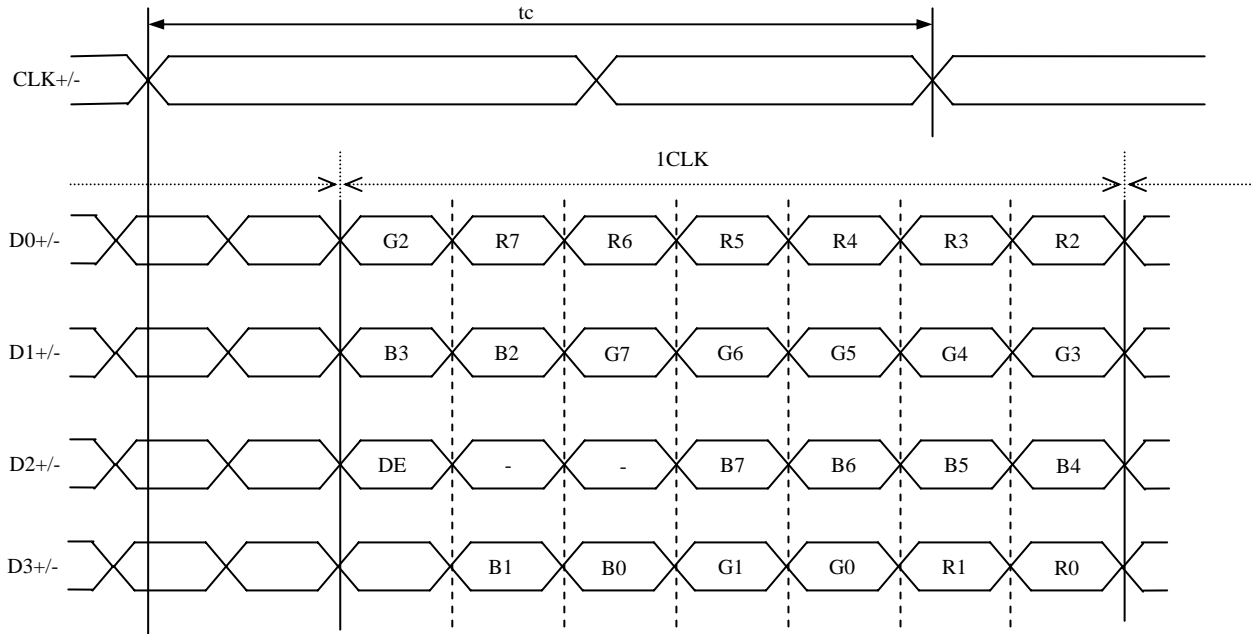 tc
CLK+/-
1CLK
D0+/- G2 R7 R6 R5 R4 R3 R2
D1+/- B3 B2 G7 G6 G5 G4 G3
D2+/- DE - - B7 B6 B5 B4
D3+/- B1 B0 G1 G0 R1 R0